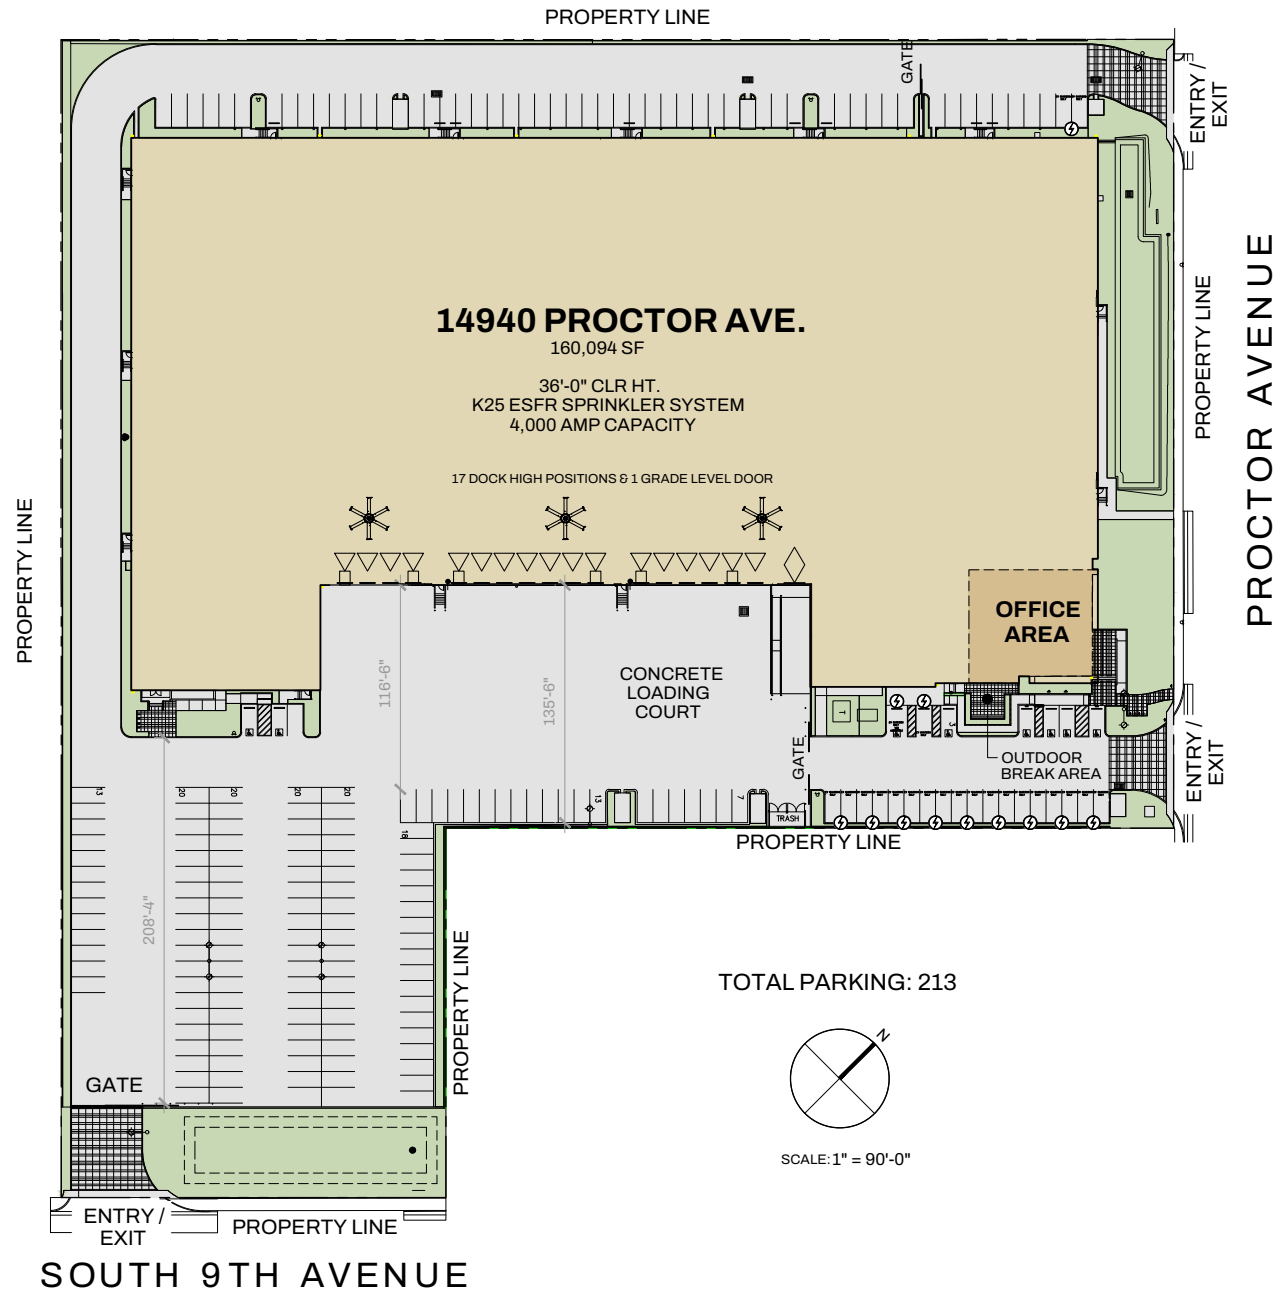 PROPERTY LINE
GATE
ENTRY /
EXIT
14940 PROCTOR AVE.
160,094 SF
36'-0" CLR HT.
K25 ESFR SPRINKLER SYSTEM
4,000 AMP CAPACITY
17 DOCK HIGH POSITIONS & 1 GRADE LEVEL DOOR
PROPERTY LINE
PROCTOR AVENUE
PROPERTY LINE
OFFICE
AREA
116'-6"
135'-6"
CONCRETE
LOADING
COURT
GATE
T
OUTDOOR
BREAK AREA
ENTRY /
EXIT
20
20
20
20
13
7
TRASH
18
PROPERTY LINE
208'-4"
PROPERTY LINE
TOTAL PARKING: 213
N
GATE
SCALE: 1" = 90'-0"
ENTRY /
EXIT
PROPERTY LINE
SOUTH 9TH AVENUE